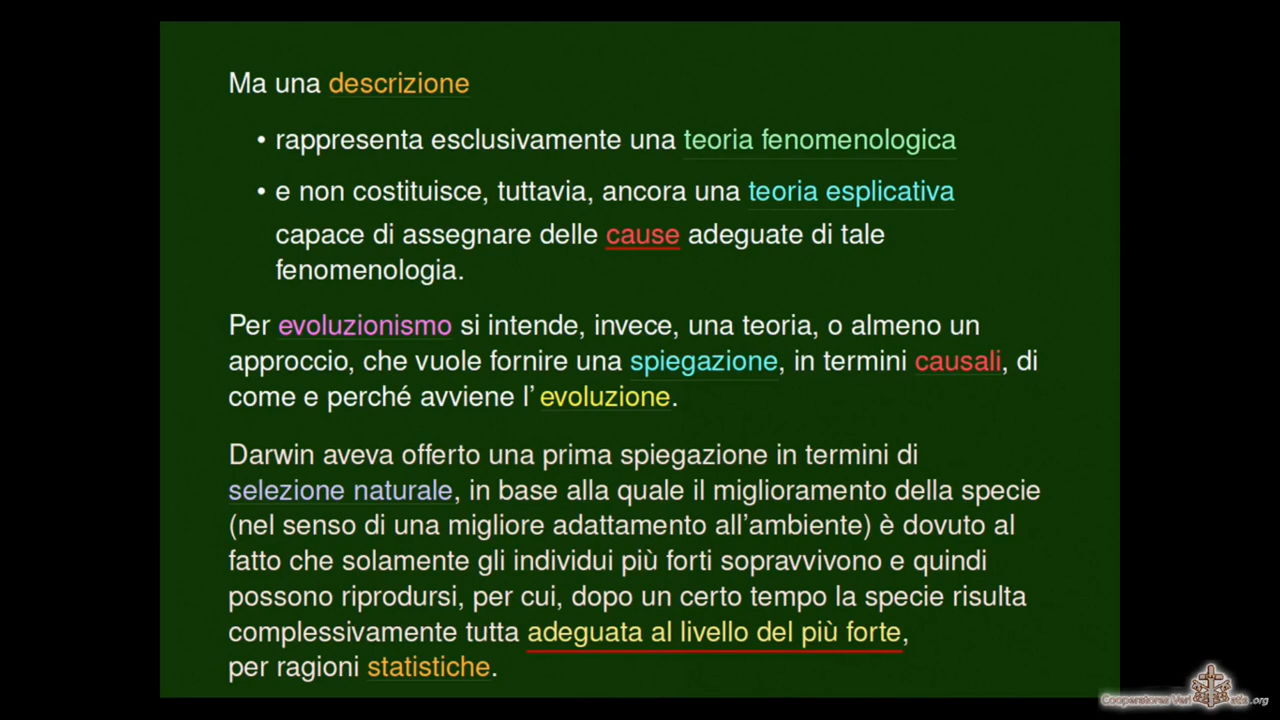 Ma una descrizione
• rappresenta esclusivamente una teoria fenomenologica
• e non costituisce, tuttavia, ancora una teoria esplicativa
capace di assegnare delle cause adeguate di tale
fenomenologia.
Per evoluzionismo si intende, invece, una teoria, o almeno un
approccio, che vuole fornire una spiegazione, in termini causali, di
come e perché avviene l’evoluzione.
Darwin aveva offerto una prima spiegazione in termini di
selezione naturale, in base alla quale il miglioramento della specie
(nel senso di una migliore adattamento all’ambiente) è dovuto al
fatto che solamente gli individui più forti sopravvivono e quindi
possono riprodursi, per cui, dopo un certo tempo la specie risulta
complessivamente tutta adeguata al livello del più forte,
per ragioni statistiche.